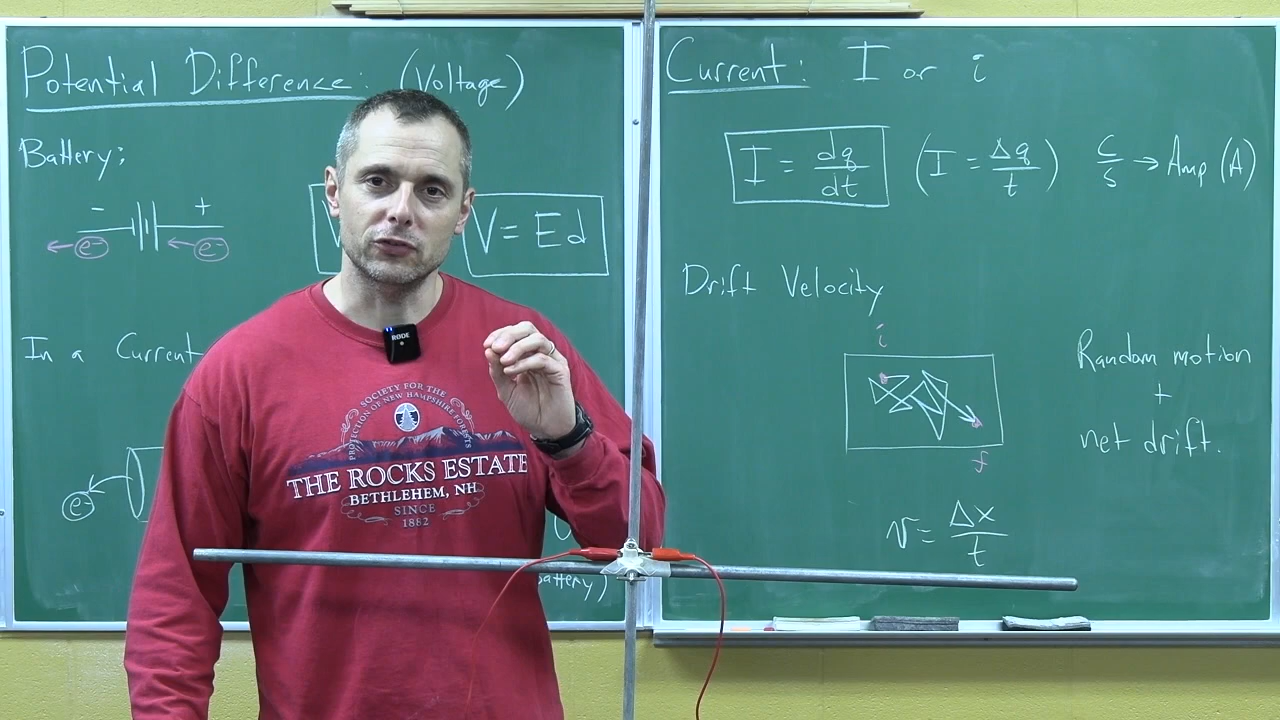 Potential Difference: (Voltage)
Battery:
- +
e- e-
V
V = Ed
In a Current
e-
battery)
Current: I or i
I = dq/dt (I = Δq/t) C/s → Amp (A)
Drift Velocity
i
f
Random motion
+
net drift.
v = Δx/t
RODE
SOCIETY FOR THE
PROTECTION OF NEW HAMPSHIRE FORESTS
THE ROCKS ESTATE
BETHLEHEM, NH
SINCE
1882